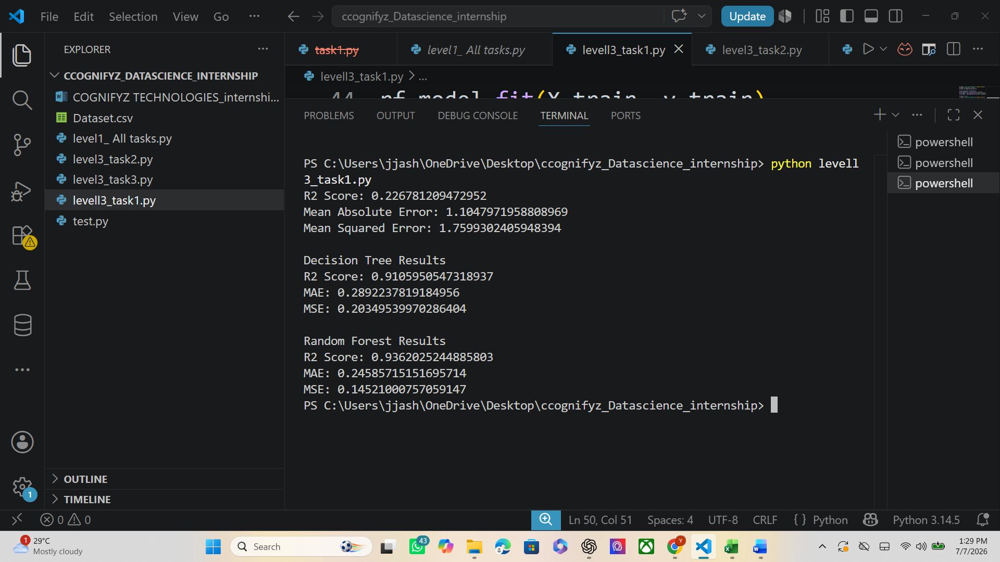 File Edit Selection View Go ···
ccognifyz_Datascience_internship
Update
EXPLORER ···
task1.py
level1_ All tasks.py
levell3_task1.py
level3_task2.py
CCOGNIFYZ_DATASCIENCE_INTERNSHIP
levell3_task1.py > ...
COGNIFYZ TECHNOLOGIES_internshi...
44 rf_model.fit(X_train, y_train)
Dataset.csv
level1_ All tasks.py
level3_task2.py
level3_task3.py
levell3_task1.py
test.py
PROBLEMS OUTPUT DEBUG CONSOLE TERMINAL PORTS
powershell
powershell
powershell
PS C:\Users\jjash\OneDrive\Desktop\ccognifyz_Datascience_internship> python levell
3_task1.py
R2 Score: 0.226781209472952
Mean Absolute Error: 1.1047971958808969
Mean Squared Error: 1.7599302405948394
Decision Tree Results
R2 Score: 0.9105950547318937
MAE: 0.2892237819184956
MSE: 0.20349539970286404
Random Forest Results
R2 Score: 0.9362025244885803
MAE: 0.24585715151695714
MSE: 0.14521000757059147
PS C:\Users\jjash\OneDrive\Desktop\ccognifyz_Datascience_internship>
OUTLINE
1
TIMELINE
0 0
Ln 50, Col 51 Spaces: 4 UTF-8 CRLF { } Python Python 3.14.5
1 29°C
Mostly cloudy
Search
43
Y
1:29 PM
7/7/2026